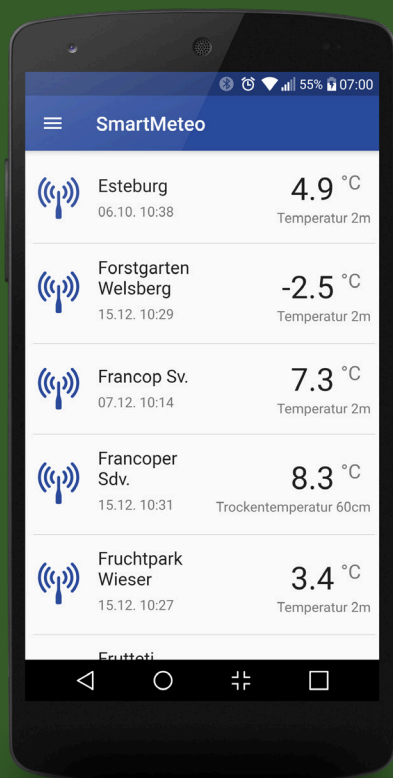 55% 07:00
SmartMeteo
Esteburg
06.10. 10:38
4.9 °C
Temperatur 2m
Forstgarten
Welsberg
15.12. 10:29
-2.5 °C
Temperatur 2m
Francop Sv.
07.12. 10:14
7.3 °C
Temperatur 2m
Francoper
Sdv.
15.12. 10:31
8.3 °C
Trockentemperatur 60cm
Fruchtpark
Wieser
15.12. 10:27
3.4 °C
Temperatur 2m
Frutteti